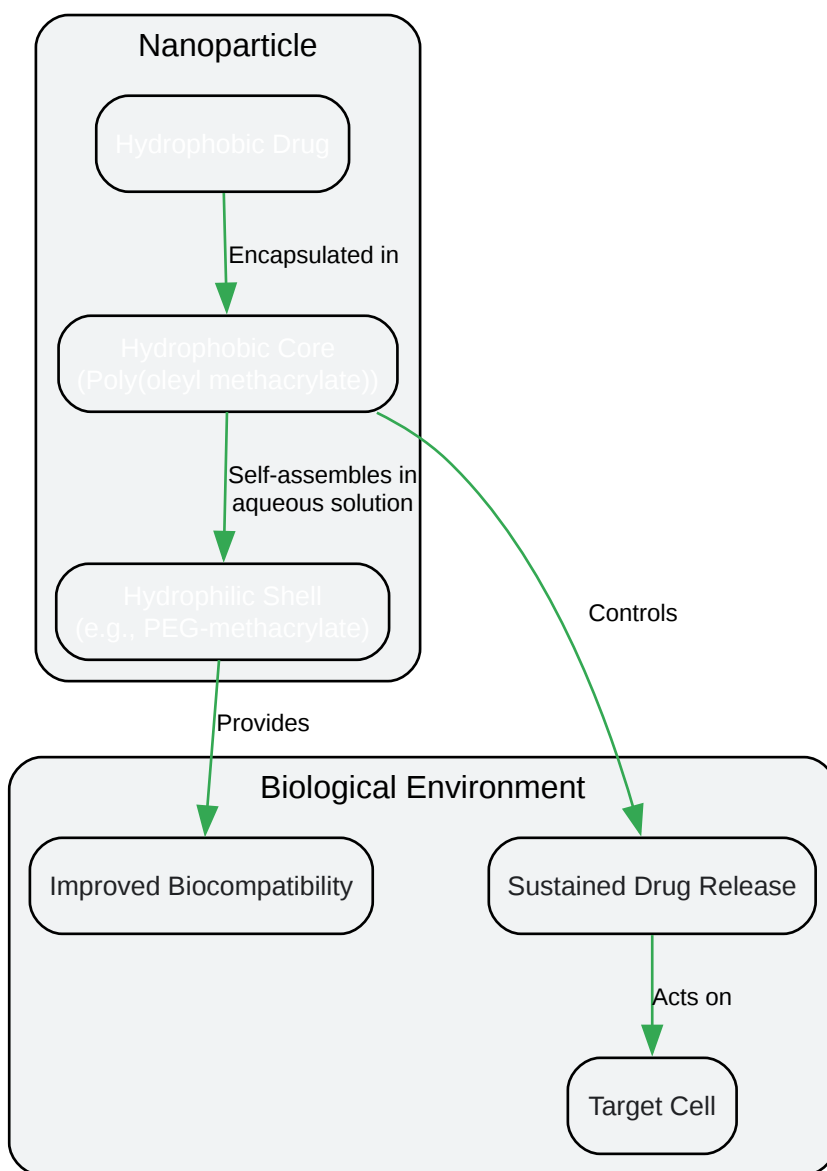 Nanoparticle
Hydrophobic Drug
Encapsulated in
Hydrophobic Core
(Poly(oleyl methacrylate))
Self-assembles in
aqueous solution
Hydrophilic Shell
(e.g., PEG-methacrylate)
Controls
Provides
Biological Environment
Improved Biocompatibility
Sustained Drug Release
Acts on
Target Cell